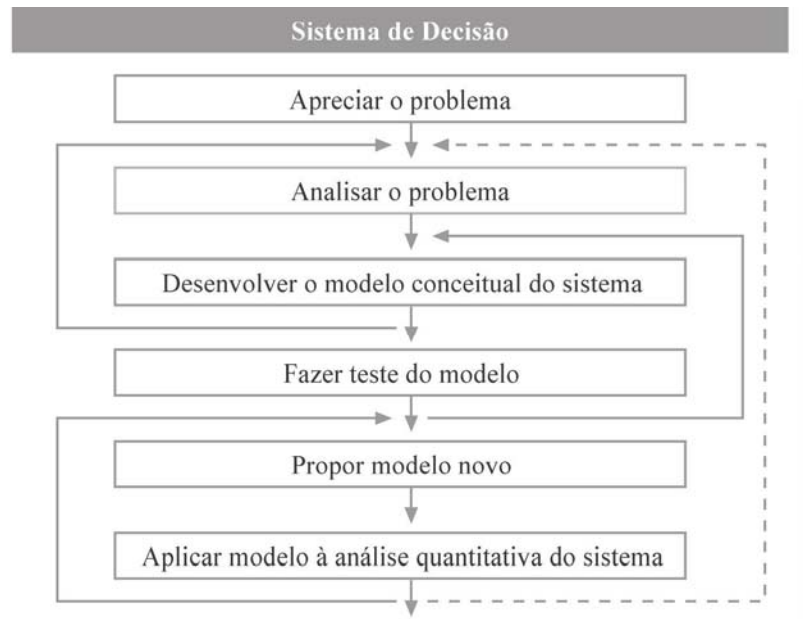 Sistema de Decisão
Apreciar o problema
Analisar o problema
Desenvolver o modelo conceitual do sistema
Fazer teste do modelo
Propor modelo novo
Aplicar modelo à análise quantitativa do sistema